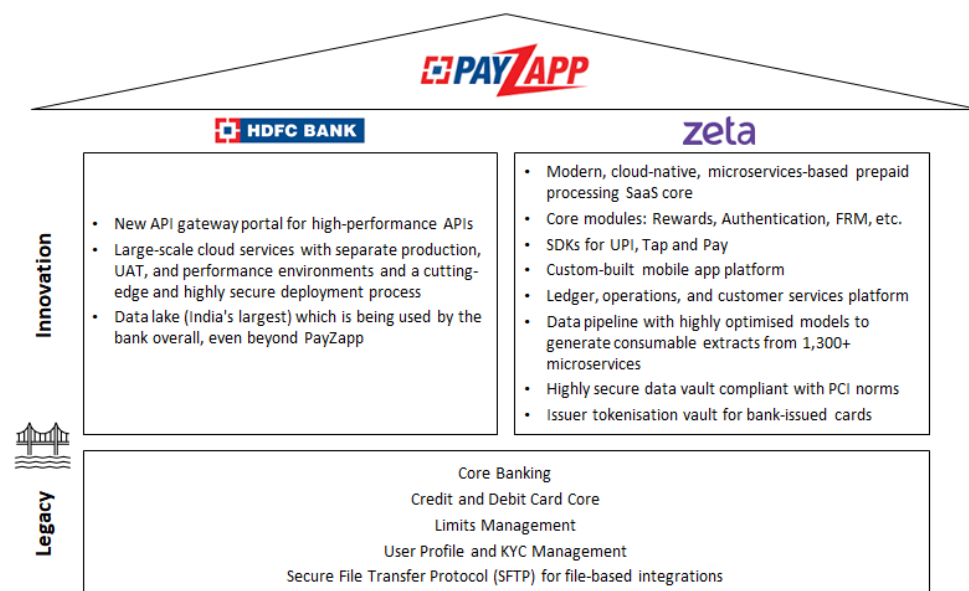 PAYZAPP
HDFC BANK
zeta
Innovation
• New API gateway portal for high-performance APIs
• Large-scale cloud services with separate production,
UAT, and performance environments and a cutting-
edge and highly secure deployment process
• Data lake (India's largest) which is being used by the
bank overall, even beyond PayZapp
• Modern, cloud-native, microservices-based prepaid
processing SaaS core
• Core modules: Rewards, Authentication, FRM, etc.
• SDKs for UPI, Tap and Pay
• Custom-built mobile app platform
• Ledger, operations, and customer services platform
• Data pipeline with highly optimised models to
generate consumable extracts from 1,300+
microservices
• Highly secure data vault compliant with PCI norms
• Issuer tokenisation vault for bank-issued cards
Legacy
Core Banking
Credit and Debit Card Core
Limits Management
User Profile and KYC Management
Secure File Transfer Protocol (SFTP) for file-based integrations